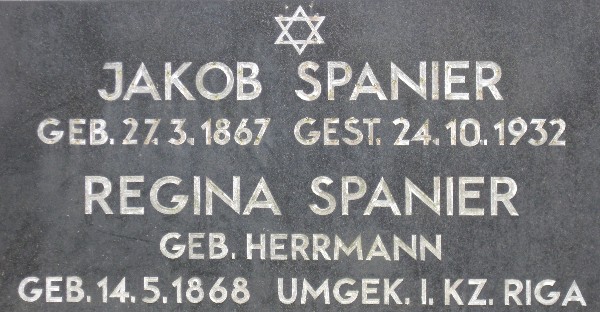 JAKOB SPANIER
GEB. 27.3.1867 GEST. 24.10.1932
REGINA SPANIER
GEB. HERRMANN
GEB. 14.5.1868 UMGEK. I. KZ. RIGA